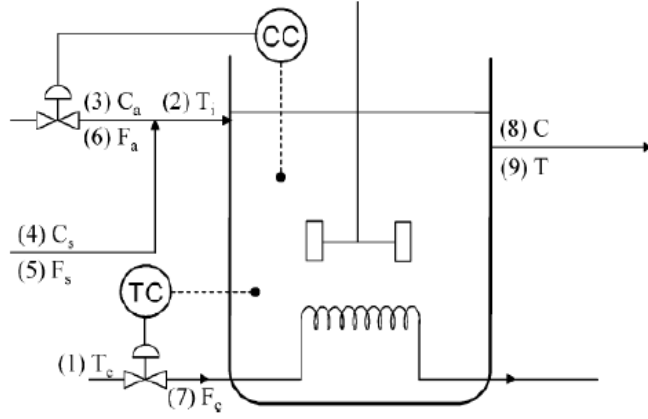 CC
(3) Cₐ (2) Tᵢ
(6) Fₐ
(8) C
(9) T
(4) Cₛ
(5) Fₛ
TC
(1) T꜀
(7) F꜀